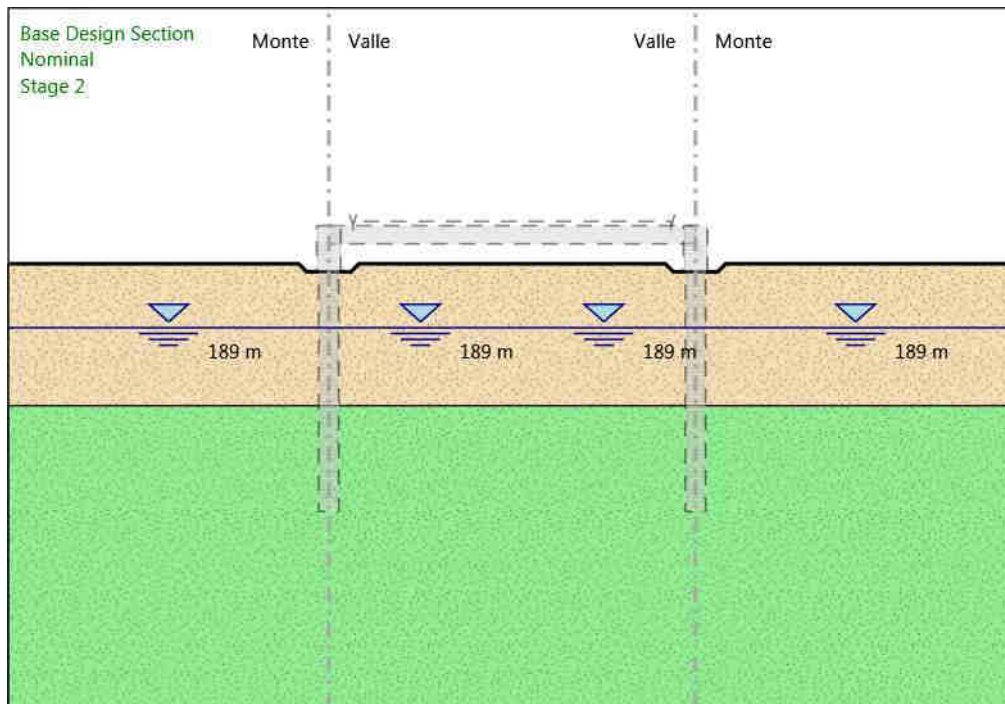 Base Design Section
Nominal
Stage 2
Monte Valle Valle Monte
189 m 189 m 189 m 189 m